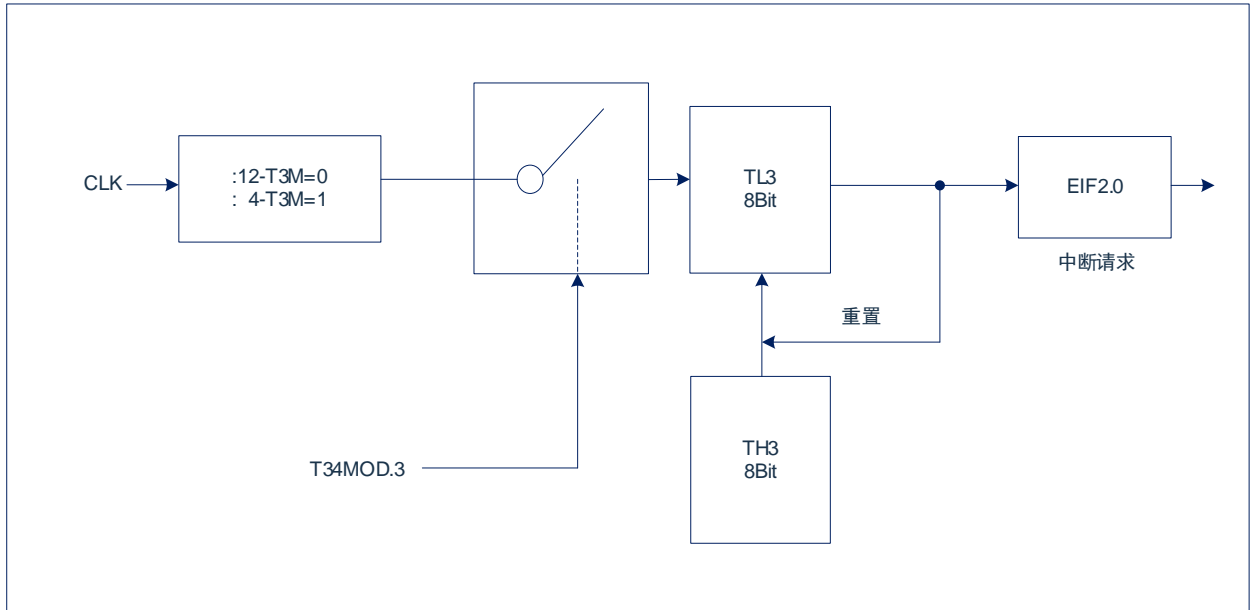 CLK
:12-T3M=0
: 4-T3M=1
TL3
8Bit
EIF2.0
中断请求
重置
TH3
8Bit
T34MOD.3